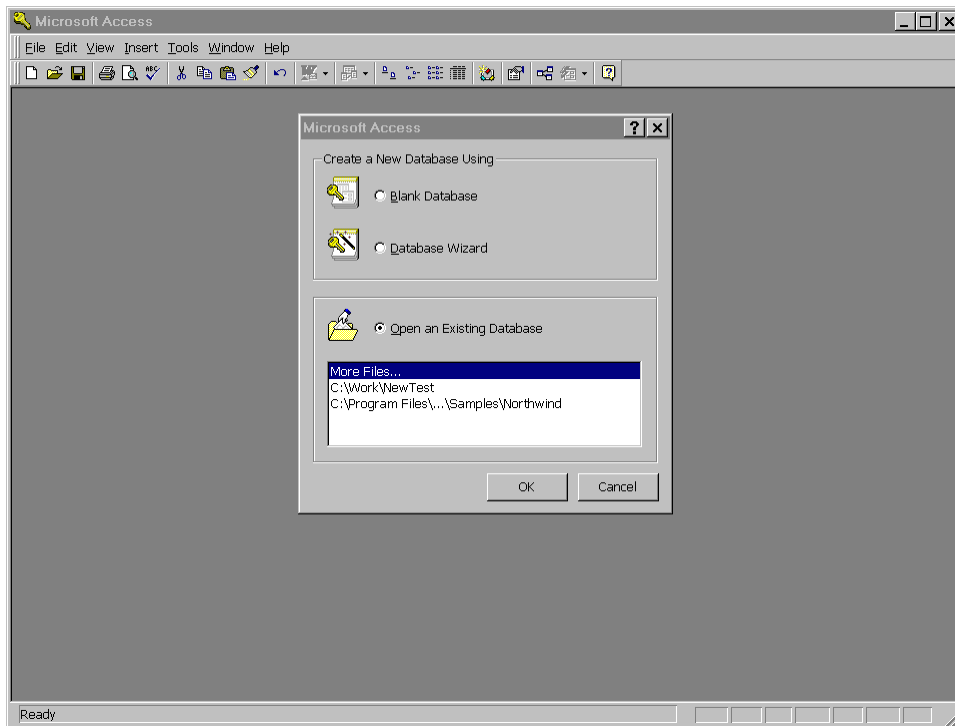 Microsoft Access
File Edit View Insert Tools Window Help
Microsoft Access
Create a New Database Using
Blank Database
Database Wizard
Open an Existing Database
More Files...
C:\Work\NewTest
C:\Program Files\...\Samples\Northwind
OK Cancel
Ready